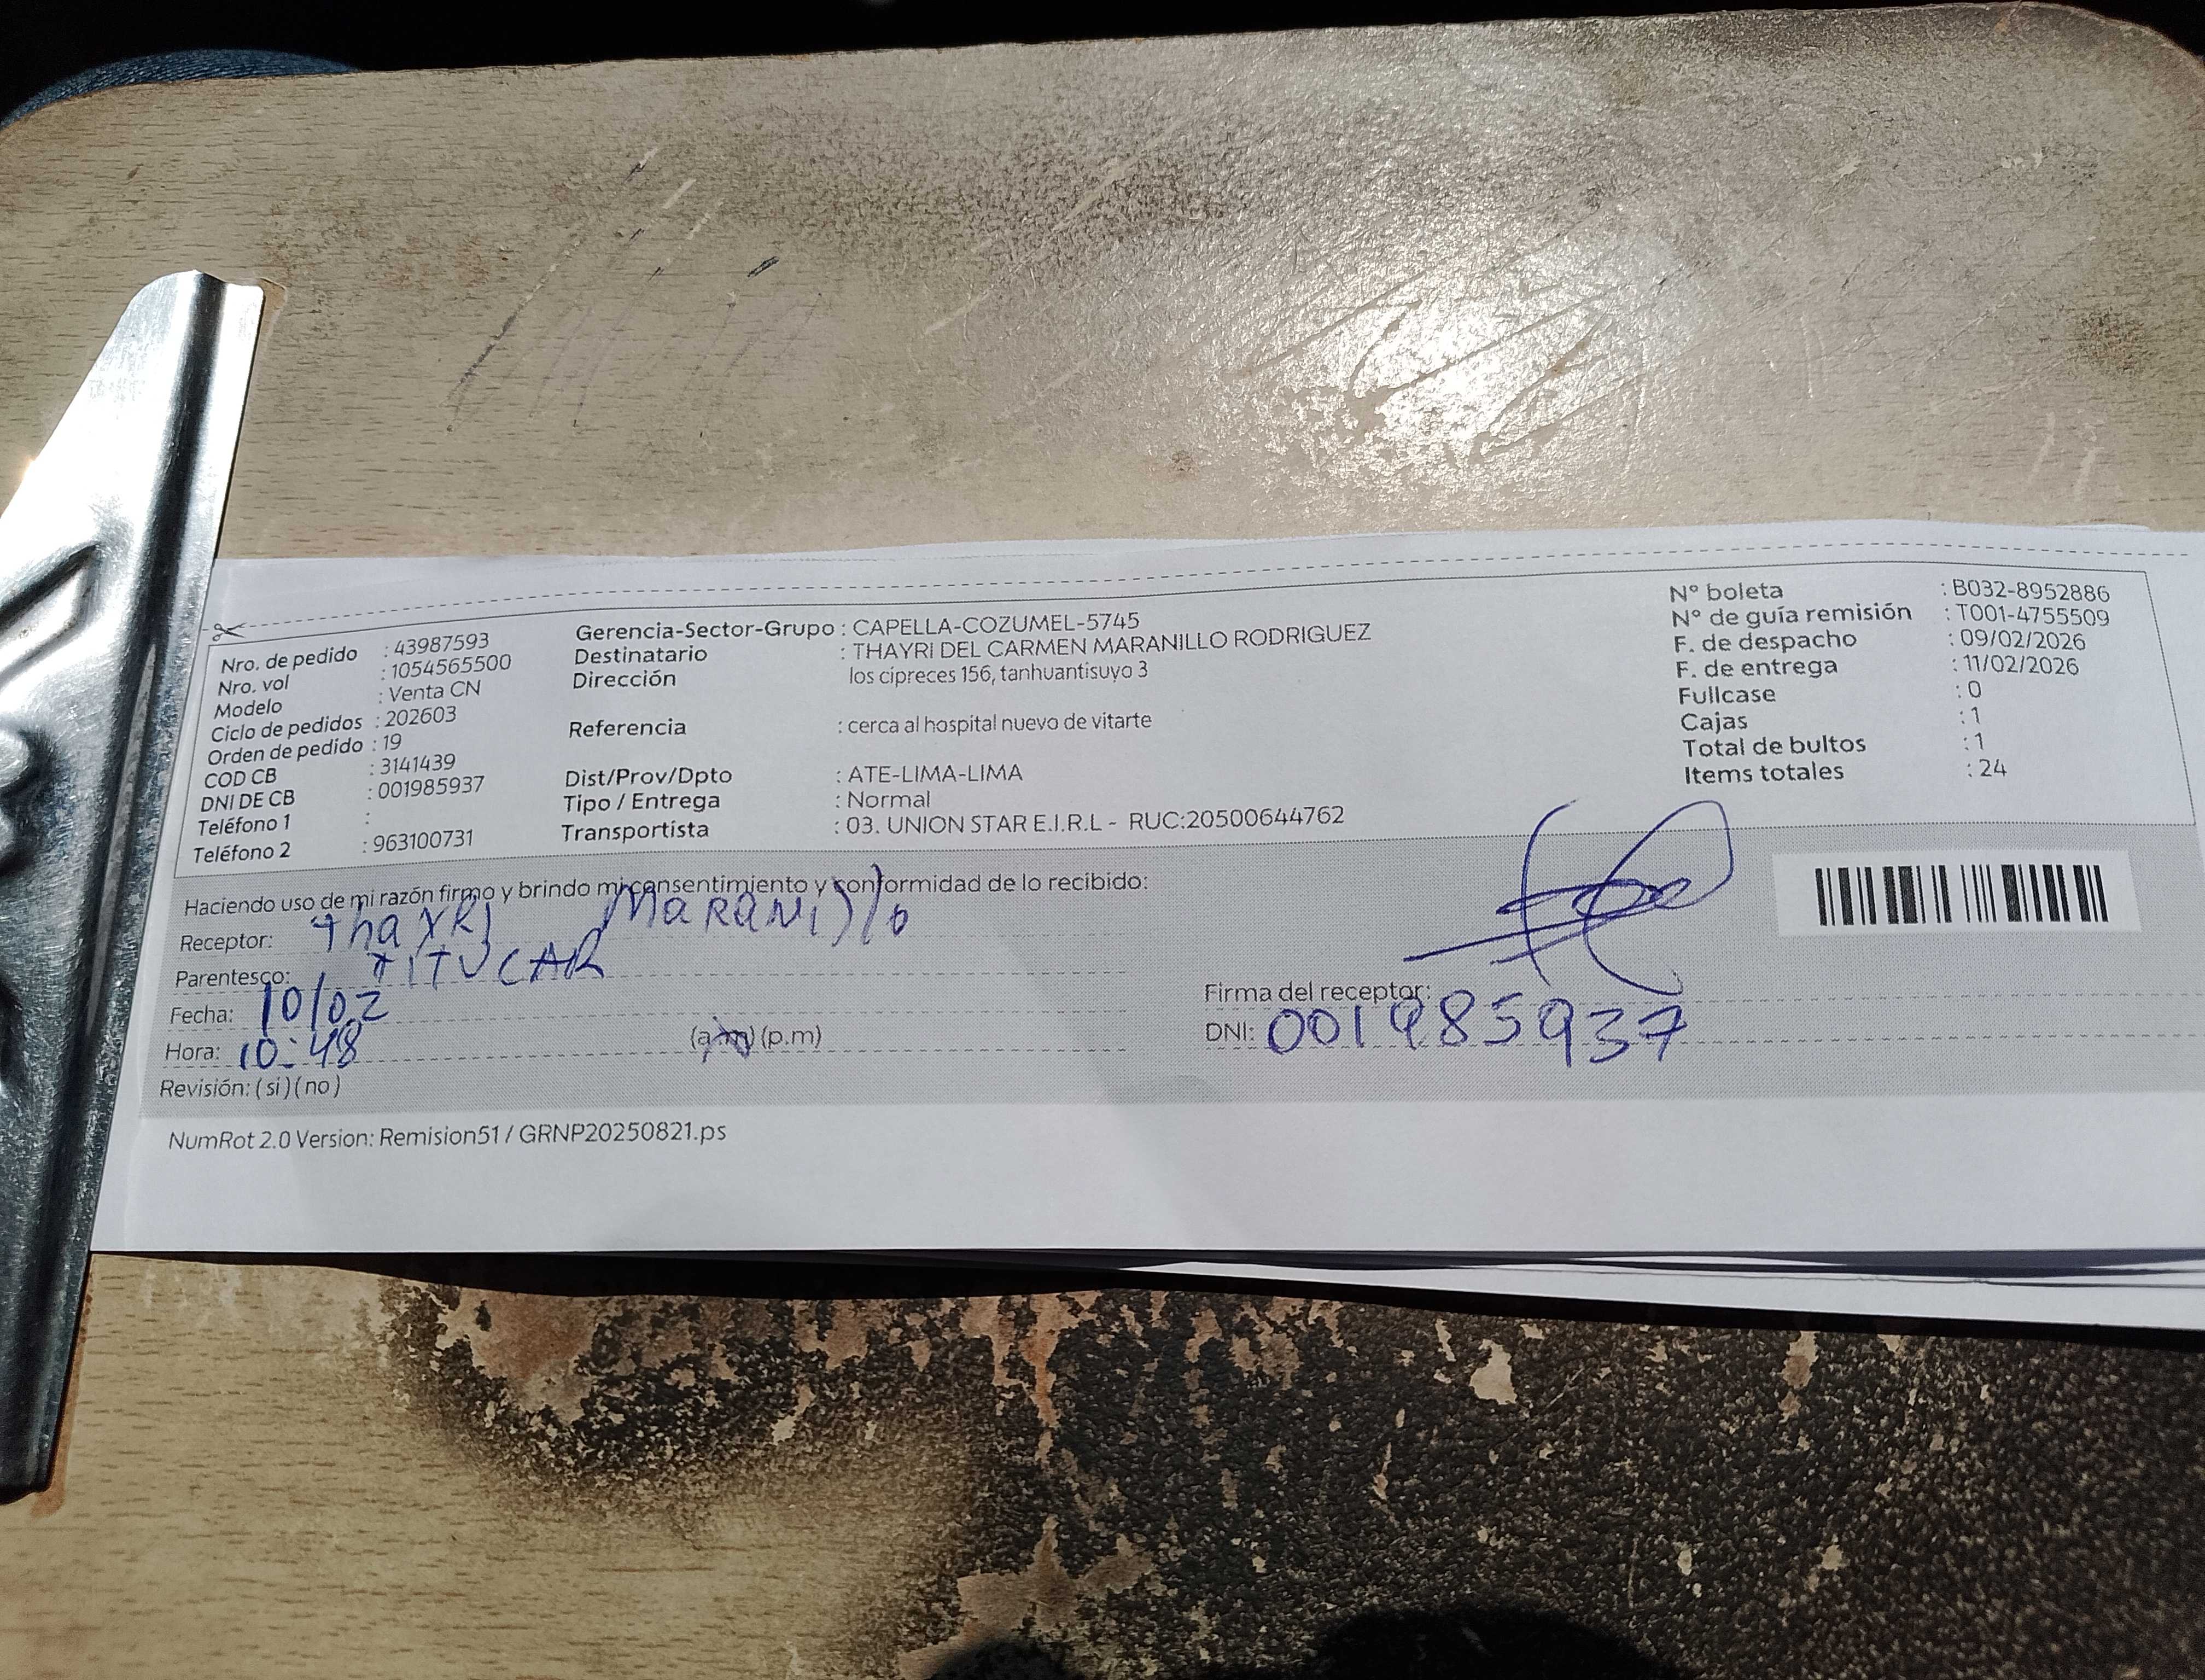 Nro. de pedido : 43987593
Nro. vol : 1054565500
Modelo : Venta CN
Ciclo de pedidos : 202603
Orden de pedido : 19
COD CB : 3141439
DNI DE CB : 001985937
Teléfono 1 :
Teléfono 2 : 963100731
Gerencia-Sector-Grupo : CAPELLA-COZUMEL-5745
Destinatario : THAYRI DEL CARMEN MARANILLO RODRIGUEZ
Dirección los cipreces 156, tanhuantisuyo 3
Referencia : cerca al hospital nuevo de vitarte
Dist/Prov/Dpto : ATE-LIMA-LIMA
Tipo / Entrega : Normal
Transportista : 03. UNION STAR E.I.R.L - RUC:20500644762
Nº boleta : B032-8952886
Nº de guía remisión : T001-4755509
F. de despacho : 09/02/2026
F. de entrega : 11/02/2026
Fullcase : 0
Cajas : 1
Total de bultos : 1
Items totales : 24
Haciendo uso de mi razón firmo y brindo mi consentimiento y conformidad de lo recibido:
Receptor: thayri Maranillo
Parentesco: TITUCAR
Fecha: 10/02
Hora: 10:48 (a.m) (p.m)
Revisión: ( si ) ( no )
Firma del receptor:
DNI: 001985937
NumRot 2.0 Version: Remision51 / GRNP20250821.ps